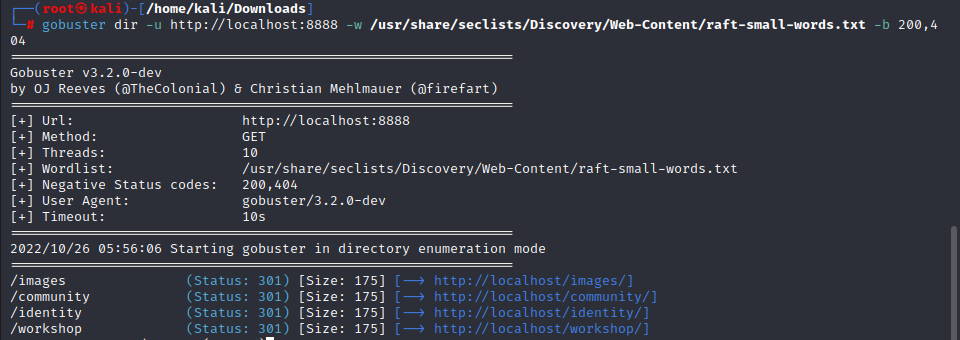 ┌──(root㉿kali)-[/home/kali/Downloads]
└─# gobuster dir -u http://localhost:8888 -w /usr/share/seclists/Discovery/Web-Content/raft-small-words.txt -b 200,4
04
===============================================================
Gobuster v3.2.0-dev
by OJ Reeves (@TheColonial) & Christian Mehlmauer (@firefart)
===============================================================
[+] Url:                     http://localhost:8888
[+] Method:                  GET
[+] Threads:                 10
[+] Wordlist:                /usr/share/seclists/Discovery/Web-Content/raft-small-words.txt
[+] Negative Status codes:   200,404
[+] User Agent:              gobuster/3.2.0-dev
[+] Timeout:                 10s
===============================================================
2022/10/26 05:56:06 Starting gobuster in directory enumeration mode
===============================================================
/images               (Status: 301) [Size: 175] [--> http://localhost/images/]
/community            (Status: 301) [Size: 175] [--> http://localhost/community/]
/identity             (Status: 301) [Size: 175] [--> http://localhost/identity/]
/workshop             (Status: 301) [Size: 175] [--> http://localhost/workshop/]